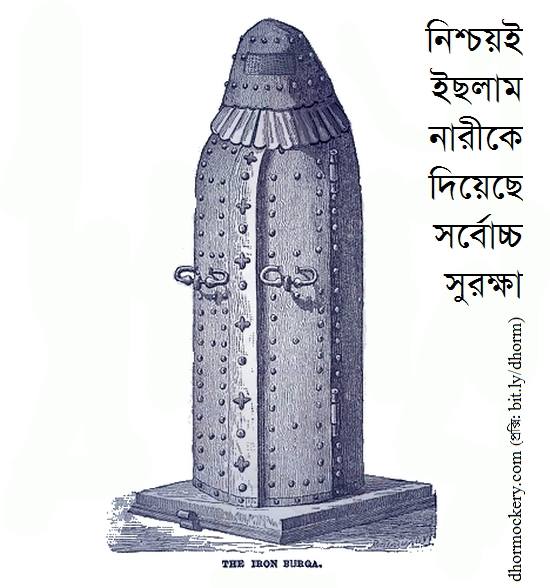 নিশ্চয়ই
ইছলাম
নারীকে
দিয়েছে
সর্বোচ্চ
সুরক্ষা
dhormockery.com (প্রক্সি: bit.ly/dhorm)
THE IRON BURQA.